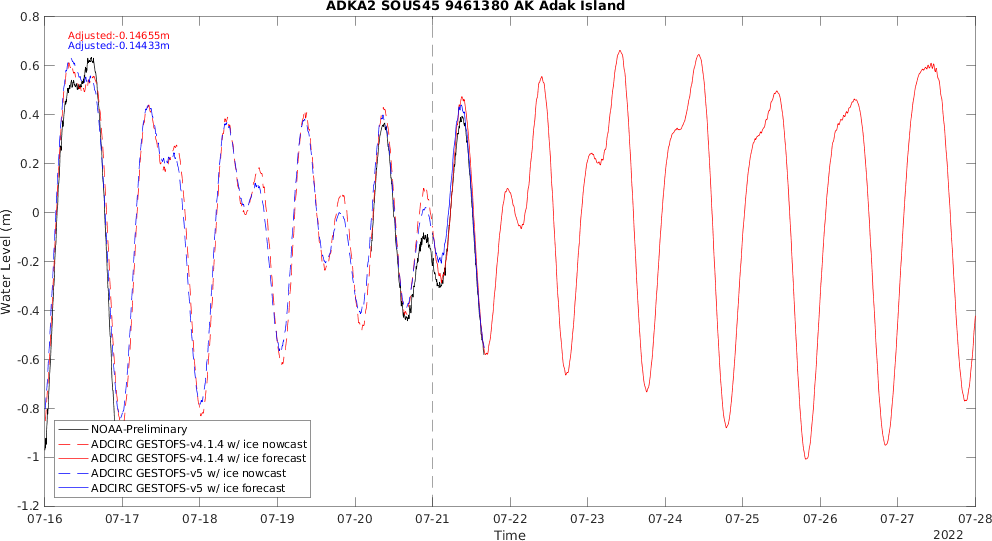 ADKA2 SOUS45 9461380 AK Adak Island
Adjusted:-0.14655m
Adjusted:-0.14433m
0.8
0.6
0.4
0.2
0
-0.2
-0.4
-0.6
-0.8
-1
-1.2
Water Level (m)
NOAA-Preliminary
ADCIRC GESTOFS-v4.1.4 w/ ice nowcast
ADCIRC GESTOFS-v4.1.4 w/ ice forecast
ADCIRC GESTOFS-v5 w/ ice nowcast
ADCIRC GESTOFS-v5 w/ ice forecast
07-16 07-17 07-18 07-19 07-20 07-21 07-22 07-23 07-24 07-25 07-26 07-27 07-28
Time
2022